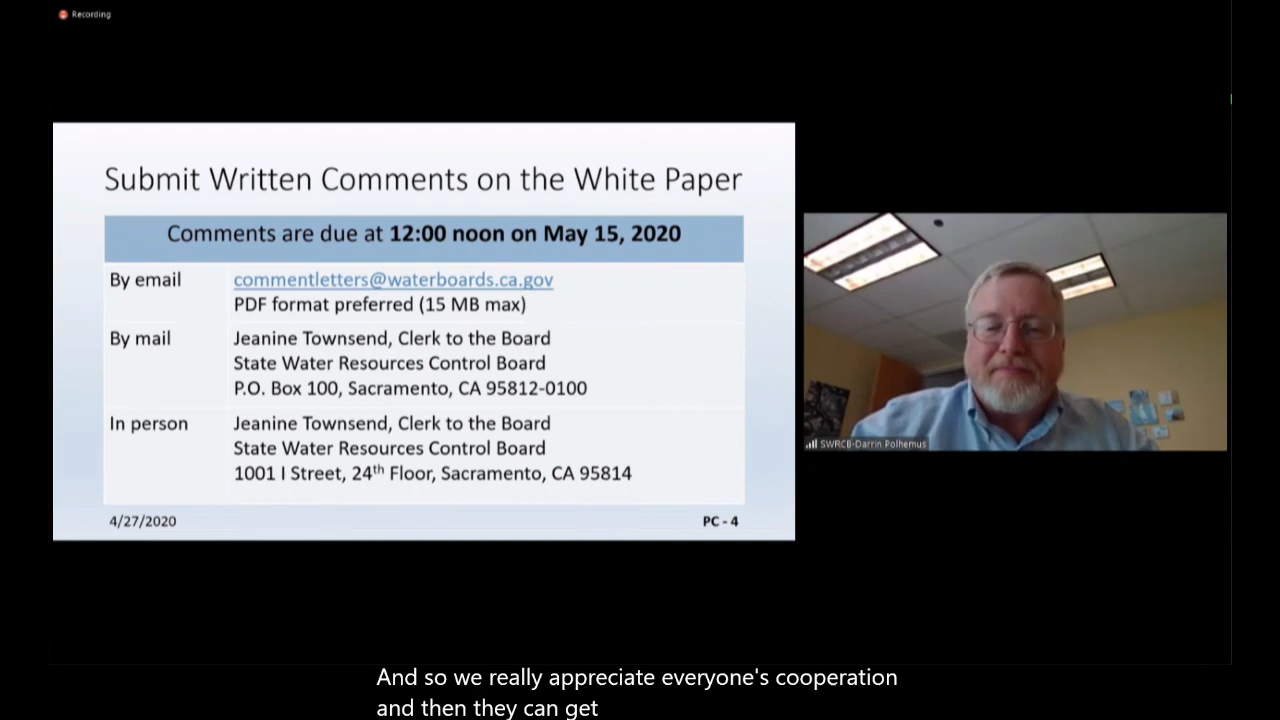 Recording
Submit Written Comments on the White Paper
Comments are due at 12:00 noon on May 15, 2020
By email
commentletters@waterboards.ca.gov
PDF format preferred (15 MB max)
By mail
Jeanine Townsend, Clerk to the Board
State Water Resources Control Board
P.O. Box 100, Sacramento, CA 95812-0100
In person
Jeanine Townsend, Clerk to the Board
State Water Resources Control Board
1001 I Street, 24th Floor, Sacramento, CA 95814
4/27/2020
PC - 4
SWRCB-Darrin Polhemus
And so we really appreciate everyone's cooperation
and then they can get